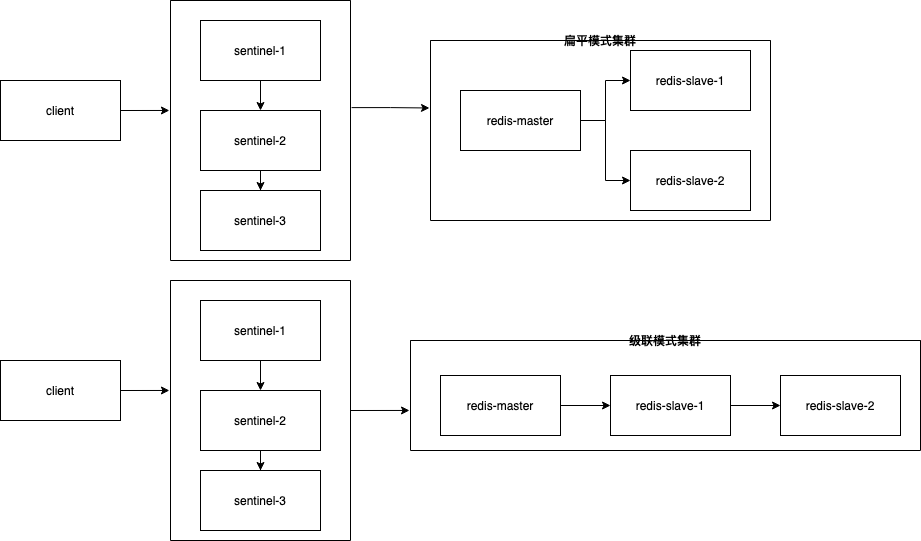 扁平模式集群
client
sentinel-1
sentinel-2
sentinel-3
redis-master
redis-slave-1
redis-slave-2
级联模式集群
client
sentinel-1
sentinel-2
sentinel-3
redis-master
redis-slave-1
redis-slave-2